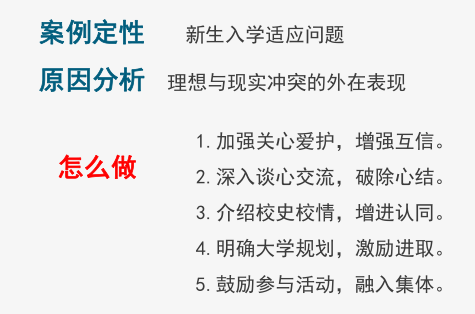 案例定性 新生入学适应问题
原因分析 理想与现实冲突的外在表现
怎么做
1.加强关心爱护，增强互信。
2.深入谈心交流，破除心结。
3.介绍校史校情，增进认同。
4.明确大学规划，激励进取。
5.鼓励参与活动，融入集体。